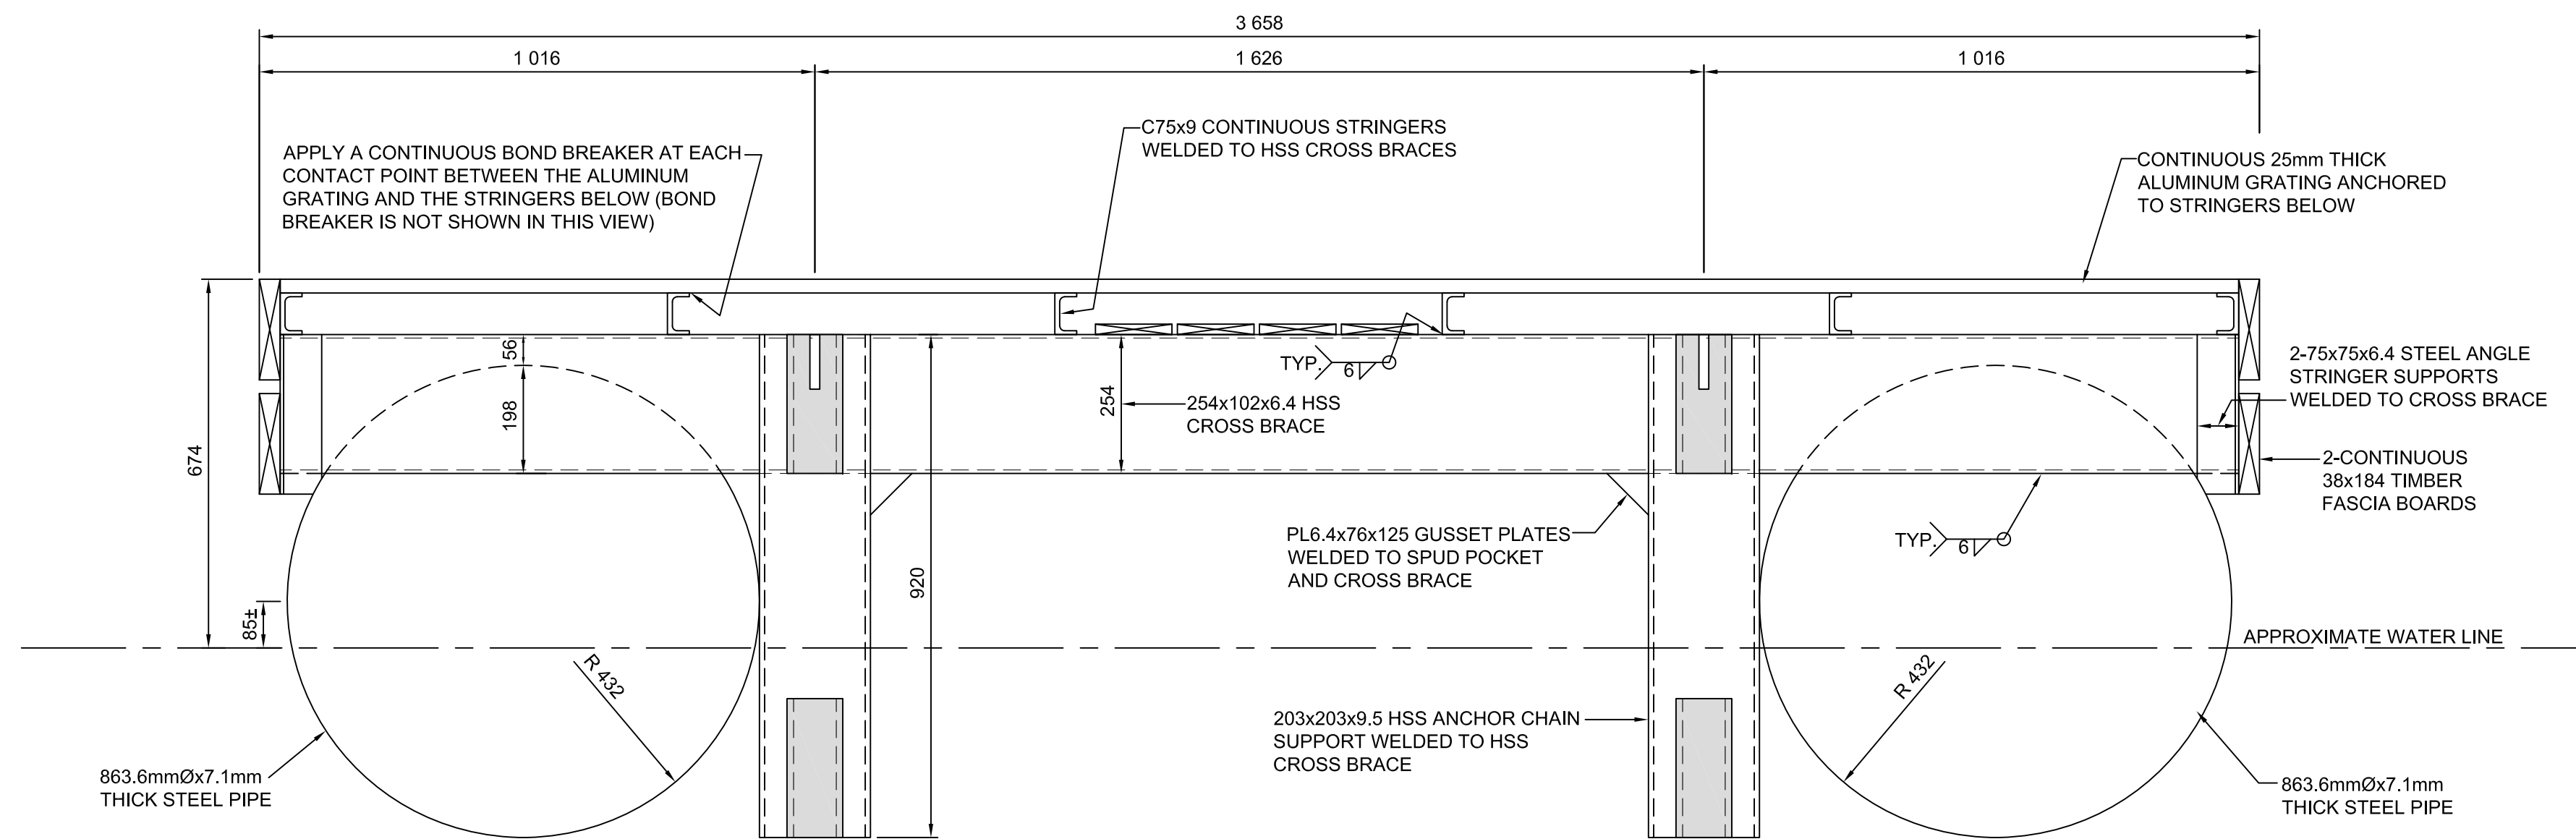 3 658
1 016
1 626
1 016
APPLY A CONTINUOUS BOND BREAKER AT EACH
CONTACT POINT BETWEEN THE ALUMINUM
GRATING AND THE STRINGERS BELOW (BOND
BREAKER IS NOT SHOWN IN THIS VIEW)
C75x9 CONTINUOUS STRINGERS
WELDED TO HSS CROSS BRACES
CONTINUOUS 25mm THICK
ALUMINUM GRATING ANCHORED
TO STRINGERS BELOW
56
198
674
85±
254
920
TYP.
6
254x102x6.4 HSS
CROSS BRACE
2-75x75x6.4 STEEL ANGLE
STRINGER SUPPORTS
WELDED TO CROSS BRACE
2-CONTINUOUS
38x184 TIMBER
FASCIA BOARDS
PL6.4x76x125 GUSSET PLATES
WELDED TO SPUD POCKET
AND CROSS BRACE
TYP.
6
APPROXIMATE WATER LINE
R 432
R 432
203x203x9.5 HSS ANCHOR CHAIN
SUPPORT WELDED TO HSS
CROSS BRACE
863.6mmØx7.1mm
THICK STEEL PIPE
863.6mmØx7.1mm
THICK STEEL PIPE